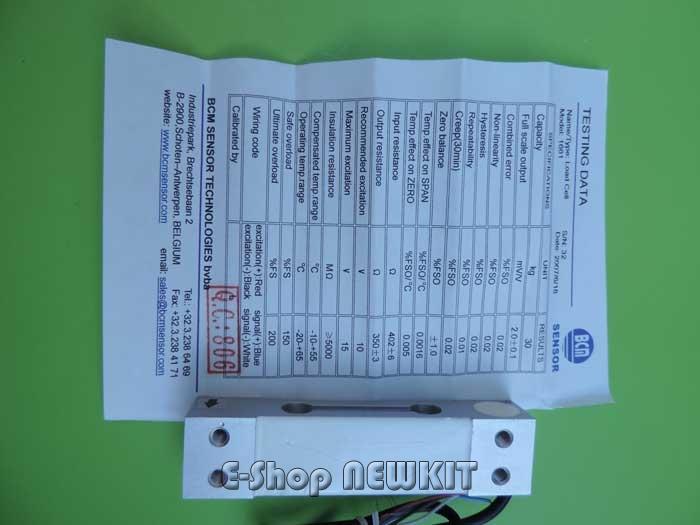 TESTING DATA
BCM SENSOR
Name/Type: Load Cell S/N: 32
Model: 1661 Date: 2007/6/18
SPECIFICATIONS UNIT RESULTS
Capacity kg 30
Full scale output mV/V 2.0±0.1
Combined error %FSO 0.02
Non-linearity %FSO 0.02
Hysteresis %FSO 0.02
Repeatability %FSO 0.01
Creep(30min) %FSO 0.02
Zero balance %FSO ±1.0
Temp.effect on SPAN %FSO/°C 0.0016
Temp.effect on ZERO %FSO/°C 0.005
Input resistance Ω 402±6
Output resistance Ω 350±3
Recommended excitation V 10
Maximum excitation V 15
Insulation resistance MΩ ≥5000
Compensated temp.range °C -10-+55
Operating temp.range °C -20-+65
Safe overload %FS 150
Ultimate overload %FS 200
Wiring code excitation(+):Red signal(+):Blue
excitation(-):Black signal(-):White
Calibrated by
Q.C.:806
BCM SENSOR TECHNOLOGIES bvba
Industriepark, Brechtsebaan 2 Tel.: +32.3.238 64 69
B-2900 Schoten–Antwerpen, BELGIUM Fax: +32.3.238 41 71
website: www.bcmsensor.com email: sales@bcmsensor.com
E-Shop NEWKIT